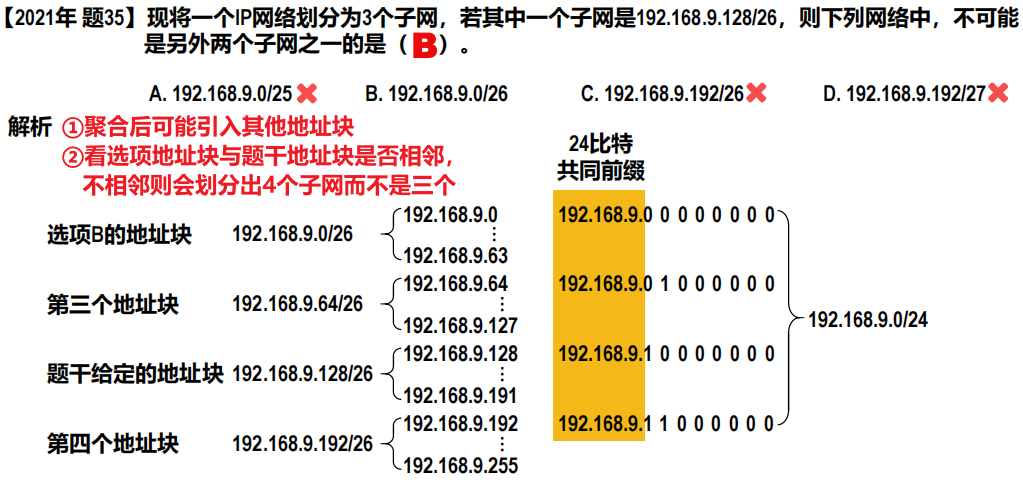 【2021年 题35】现将一个IP网络划分为3个子网，若其中一个子网是192.168.9.128/26，则下列网络中，不可能
是另外两个子网之一的是（B）。
A. 192.168.9.0/25 B. 192.168.9.0/26 C. 192.168.9.192/26 D. 192.168.9.192/27
解析 ①聚合后可能引入其他地址块
②看选项地址块与题干地址块是否相邻，
不相邻则会划分出4个子网而不是三个
24比特
共同前缀
选项B的地址块 192.168.9.0/26
192.168.9.0
192.168.9.63
192.168.9.0 0 0 0 0 0 0 0
第三个地址块 192.168.9.64/26
192.168.9.64
192.168.9.127
192.168.9.0 1 0 0 0 0 0 0
192.168.9.0/24
题干给定的地址块 192.168.9.128/26
192.168.9.128
192.168.9.191
192.168.9.1 0 0 0 0 0 0 0
第四个地址块 192.168.9.192/26
192.168.9.192
192.168.9.255
192.168.9.1 1 0 0 0 0 0 0